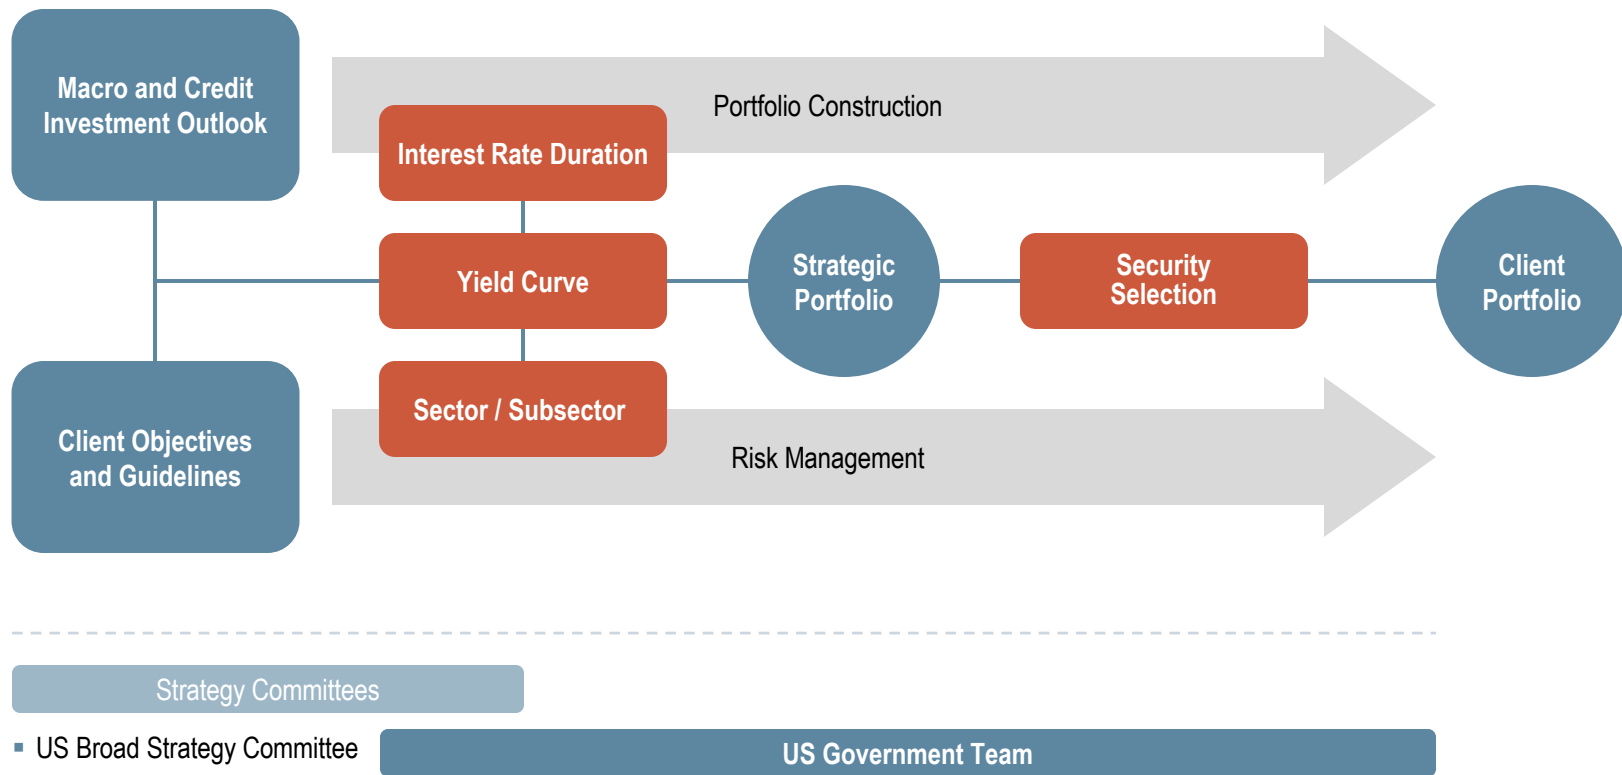 Macro and Credit
Investment Outlook
Portfolio Construction
Interest Rate Duration
Yield Curve
Strategic
Portfolio
Security
Selection
Client
Portfolio
Sector / Subsector
Client Objectives
and Guidelines
Risk Management
Strategy Committees
▪ US Broad Strategy Committee
US Government Team